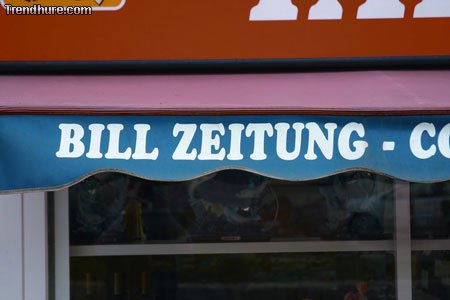 Trendhure.com
BILL ZEITUNG - CO